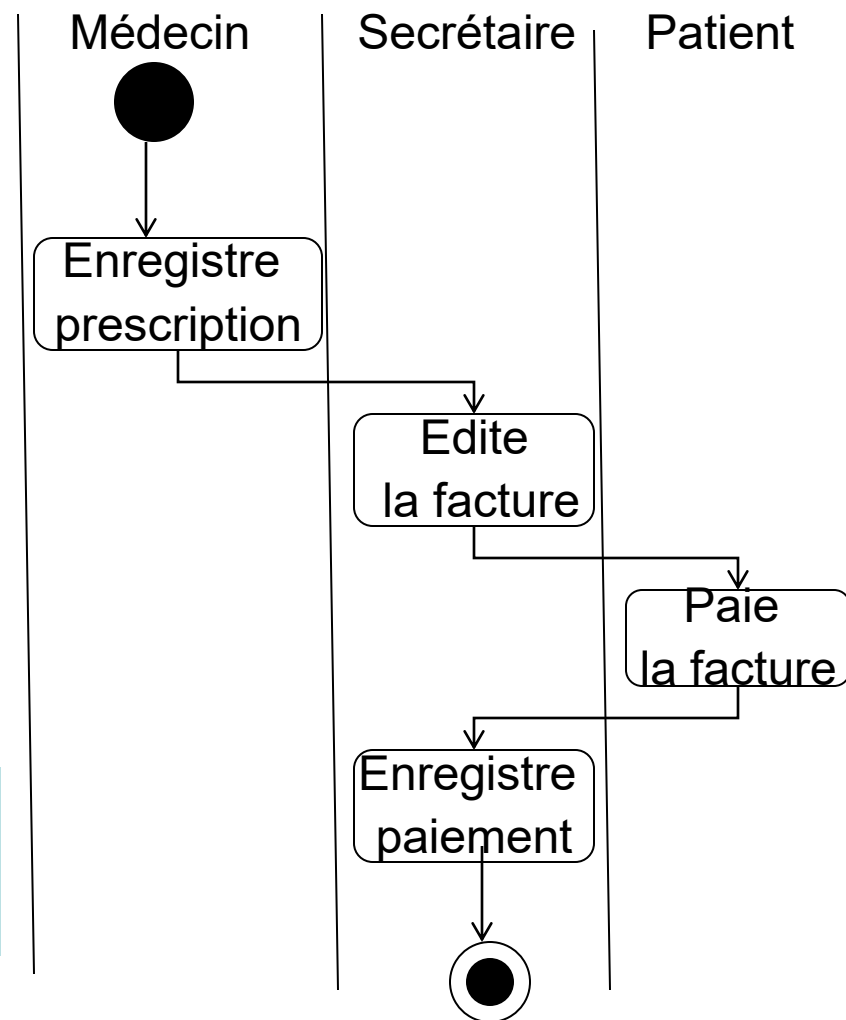 Médecin
Secrétaire
Patient
Enregistre
prescription
Edite
la facture
Paie
la facture
Enregistre
paiement